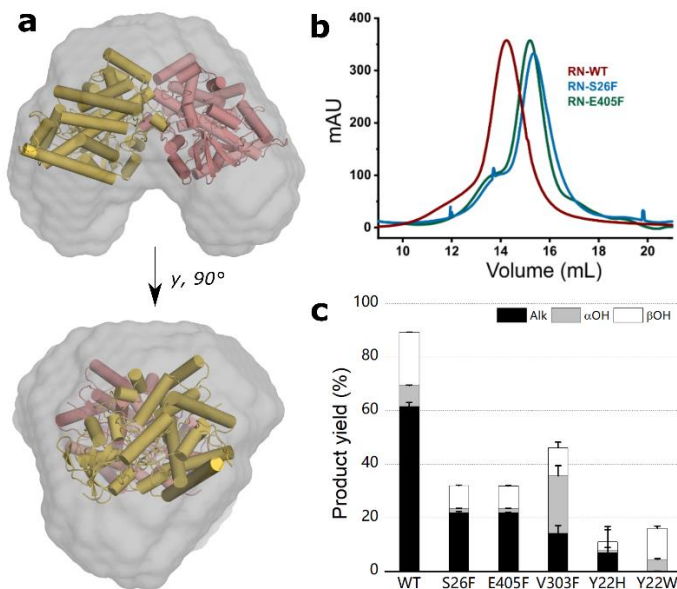 a
y, 90°
b
400
300
200
100
0
mAU
RN-WT
RN-S26F
RN-E405F
10 12 14 16 18 20
Volume (mL)
c
100
80
60
40
20
0
Product yield (%)
Alk αOH βOH
WT S26F E405F V303F Y22H Y22W